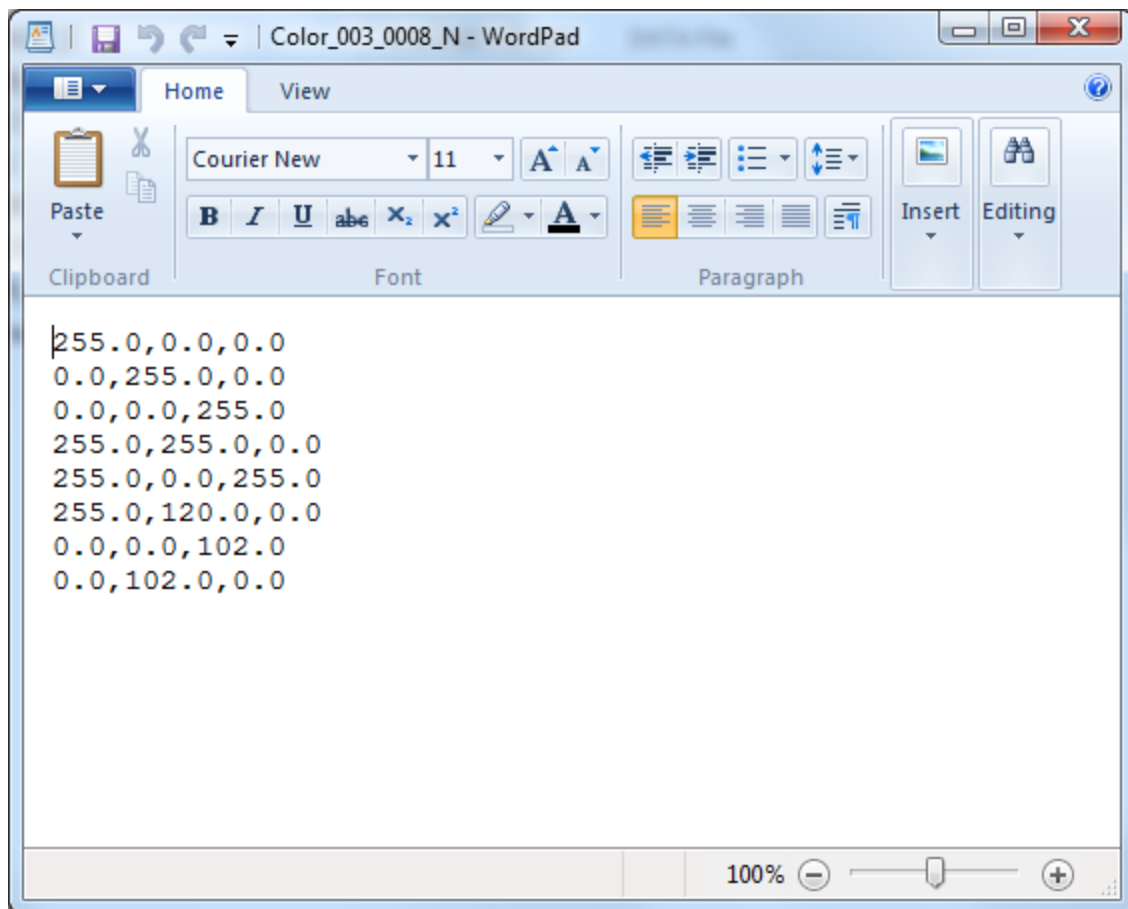 Color_003_0008_N - WordPad
Home View
Courier New 11 A A
Paste B I U abc X₂ x² A Insert Editing
Clipboard Font Paragraph
255.0,0.0,0.0
0.0,255.0,0.0
0.0,0.0,255.0
255.0,255.0,0.0
255.0,0.0,255.0
255.0,120.0,0.0
0.0,0.0,102.0
0.0,102.0,0.0
100%